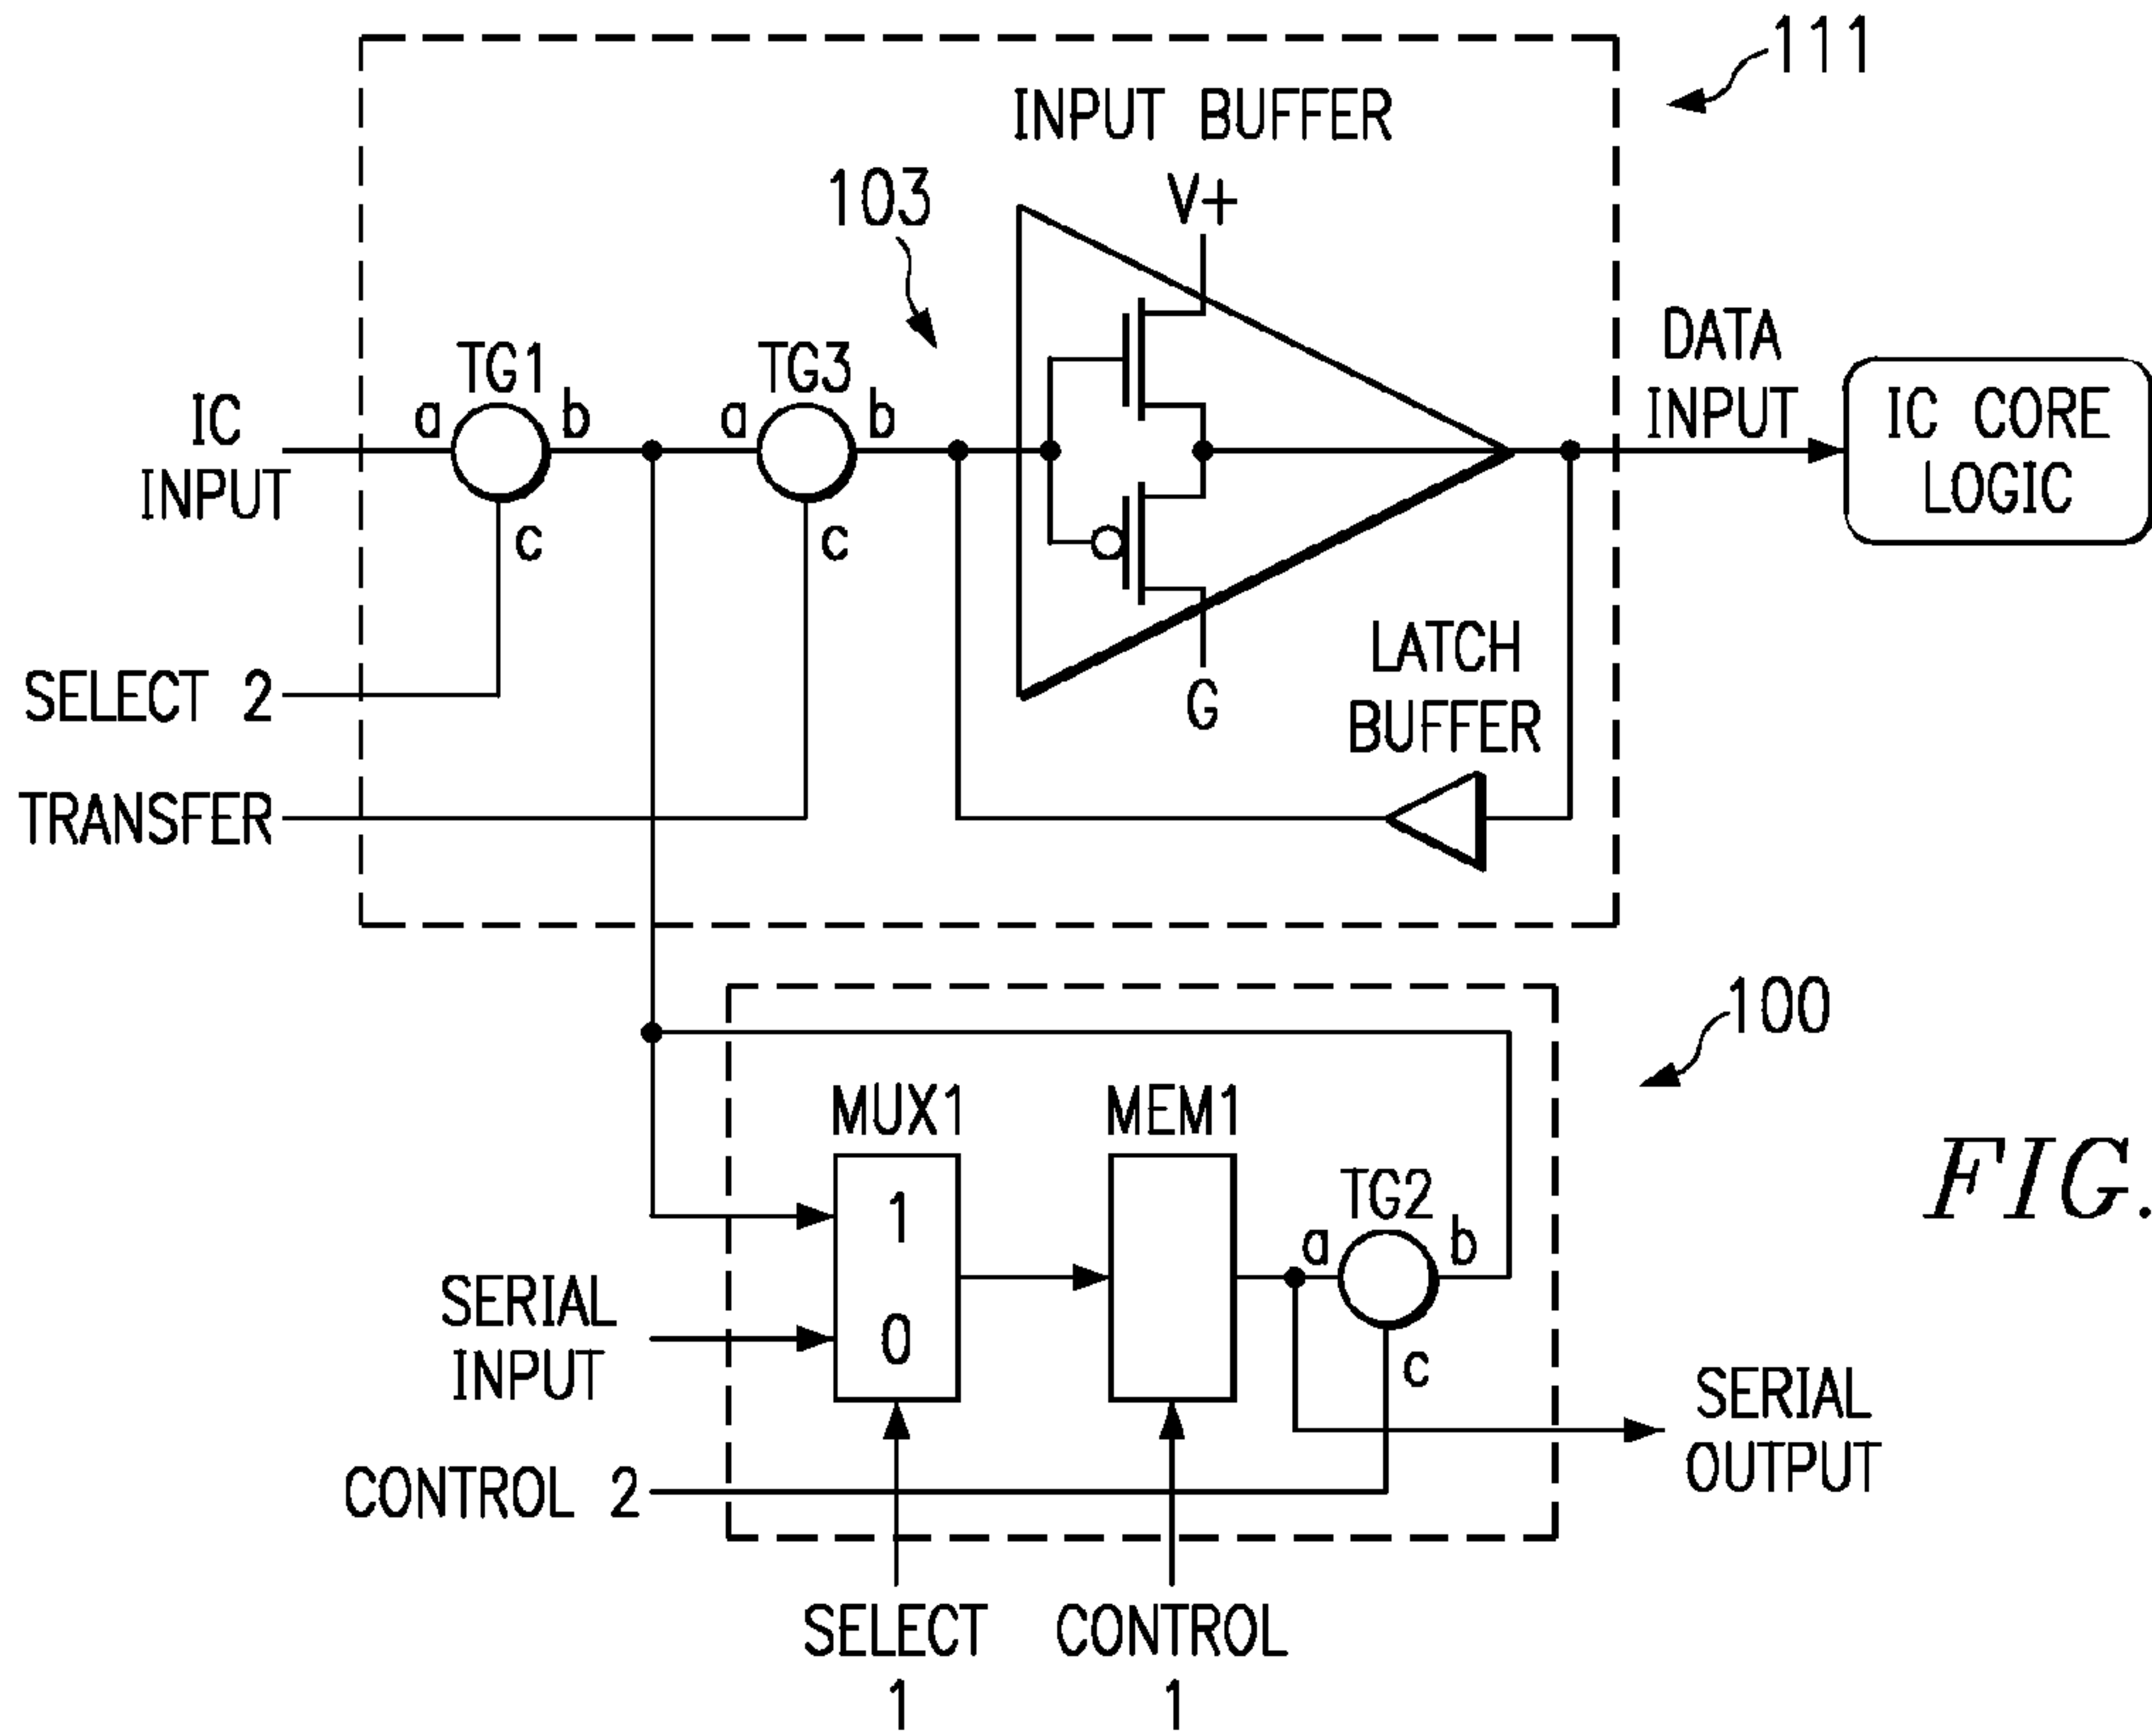 111
INPUT BUFFER
103
V+
TG1
TG3
DATA
INPUT
IC CORE
LOGIC
IC
INPUT
a
b
a
b
c
c
G
LATCH
BUFFER
SELECT 2
TRANSFER
100
MUX1
MEM1
1
0
TG2
a
b
c
FIG.
SERIAL
INPUT
SERIAL
OUTPUT
CONTROL 2
SELECT
1
CONTROL
1